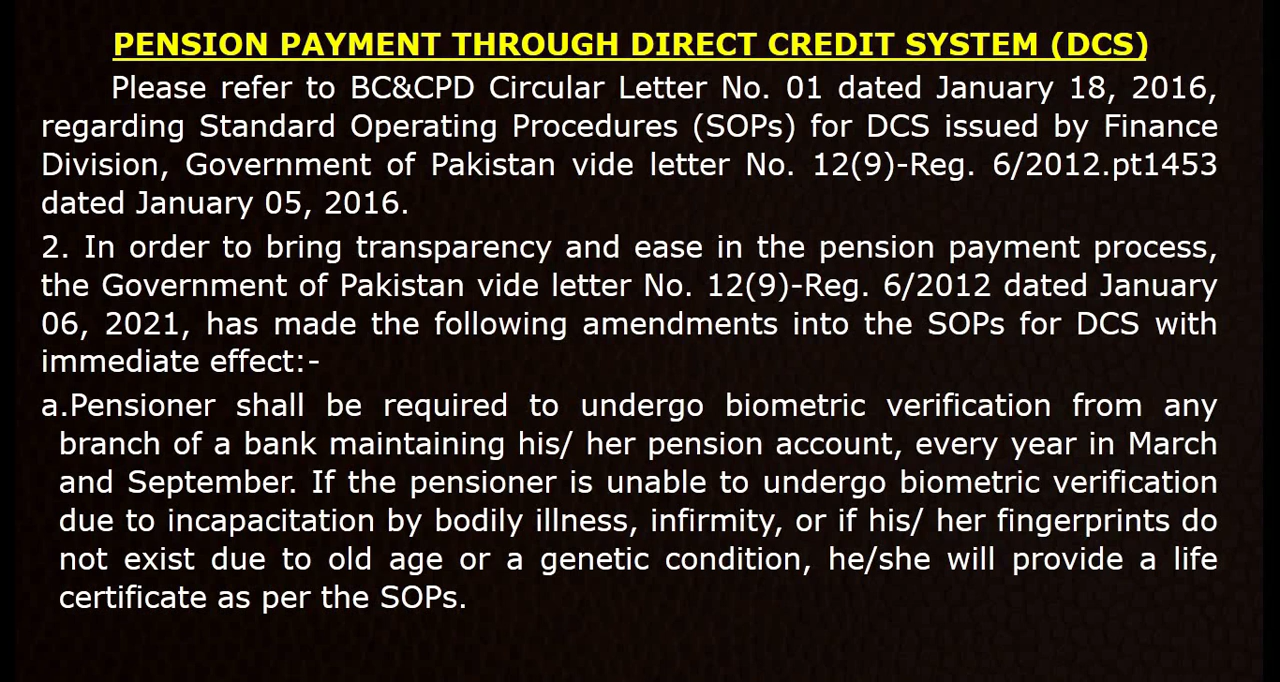 PENSION PAYMENT THROUGH DIRECT CREDIT SYSTEM (DCS)
Please refer to BC&CPD Circular Letter No. 01 dated January 18, 2016,
regarding Standard Operating Procedures (SOPs) for DCS issued by Finance
Division, Government of Pakistan vide letter No. 12(9)-Reg. 6/2012.pt1453
dated January 05, 2016.
2. In order to bring transparency and ease in the pension payment process,
the Government of Pakistan vide letter No. 12(9)-Reg. 6/2012 dated January
06, 2021, has made the following amendments into the SOPs for DCS with
immediate effect:-
a.Pensioner shall be required to undergo biometric verification from any
branch of a bank maintaining his/ her pension account, every year in March
and September. If the pensioner is unable to undergo biometric verification
due to incapacitation by bodily illness, infirmity, or if his/ her fingerprints do
not exist due to old age or a genetic condition, he/she will provide a life
certificate as per the SOPs.